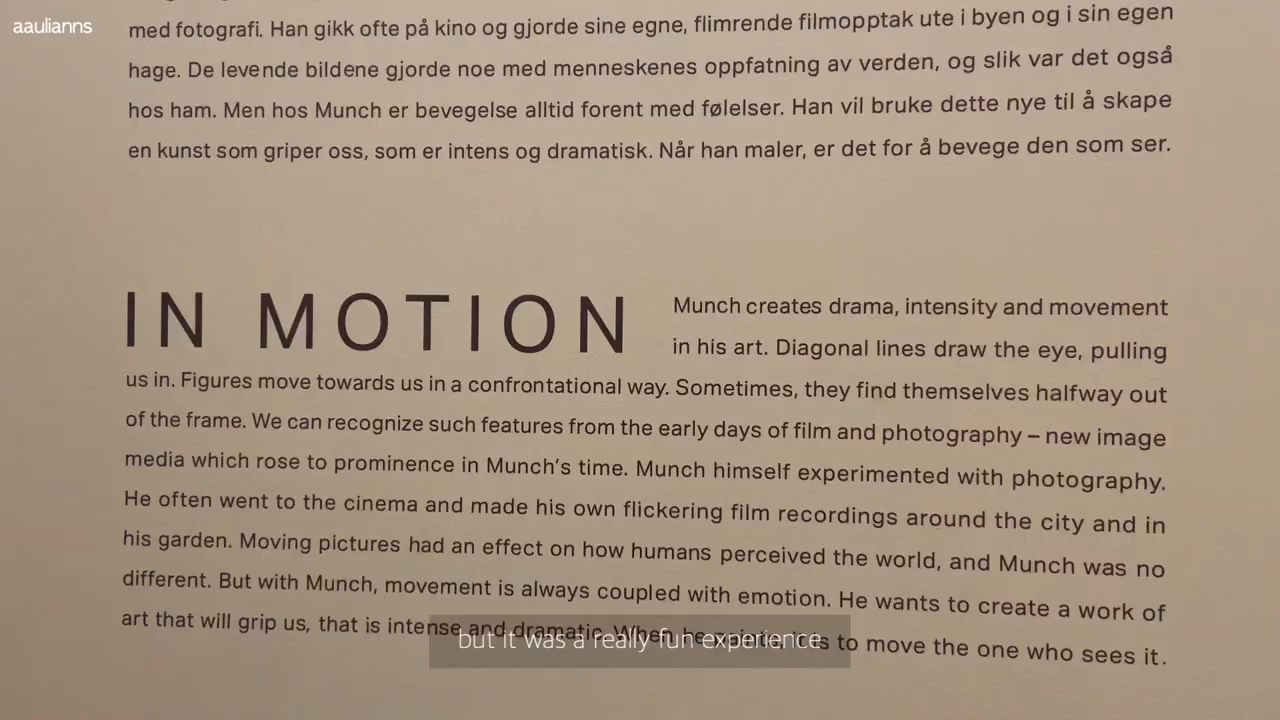 aaulianns
med fotografi. Han gikk ofte på kino og gjorde sine egne, flimrende filmopptak ute i byen og i sin egen
hage. De levende bildene gjorde noe med menneskenes oppfatning av verden, og slik var det også
hos ham. Men hos Munch er bevegelse alltid forent med følelser. Han vil bruke dette nye til å skape
en kunst som griper oss, som er intens og dramatisk. Når han maler, er det for å bevege den som ser.
IN MOTION
Munch creates drama, intensity and movement
in his art. Diagonal lines draw the eye, pulling
us in. Figures move towards us in a confrontational way. Sometimes, they find themselves halfway out
of the frame. We can recognize such features from the early days of film and photography – new image
media which rose to prominence in Munch's time. Munch himself experimented with photography.
He often went to the cinema and made his own flickering film recordings around the city and in
his garden. Moving pictures had an effect on how humans perceived the world, and Munch was no
different. But with Munch, movement is always coupled with emotion. He wants to create a work of
art that will grip us, that is intense and dramatic. When he paints, it is to move the one who sees it.
but it was a really fun experience